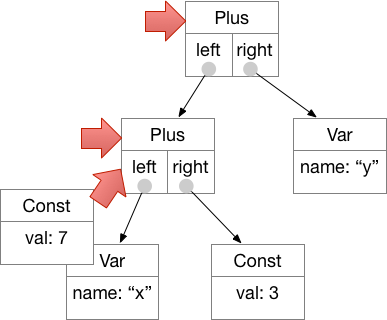 Plus
left right
Plus
Var
left right
name: “y”
Const
val: 7
Var
Const
name: “x”
val: 3